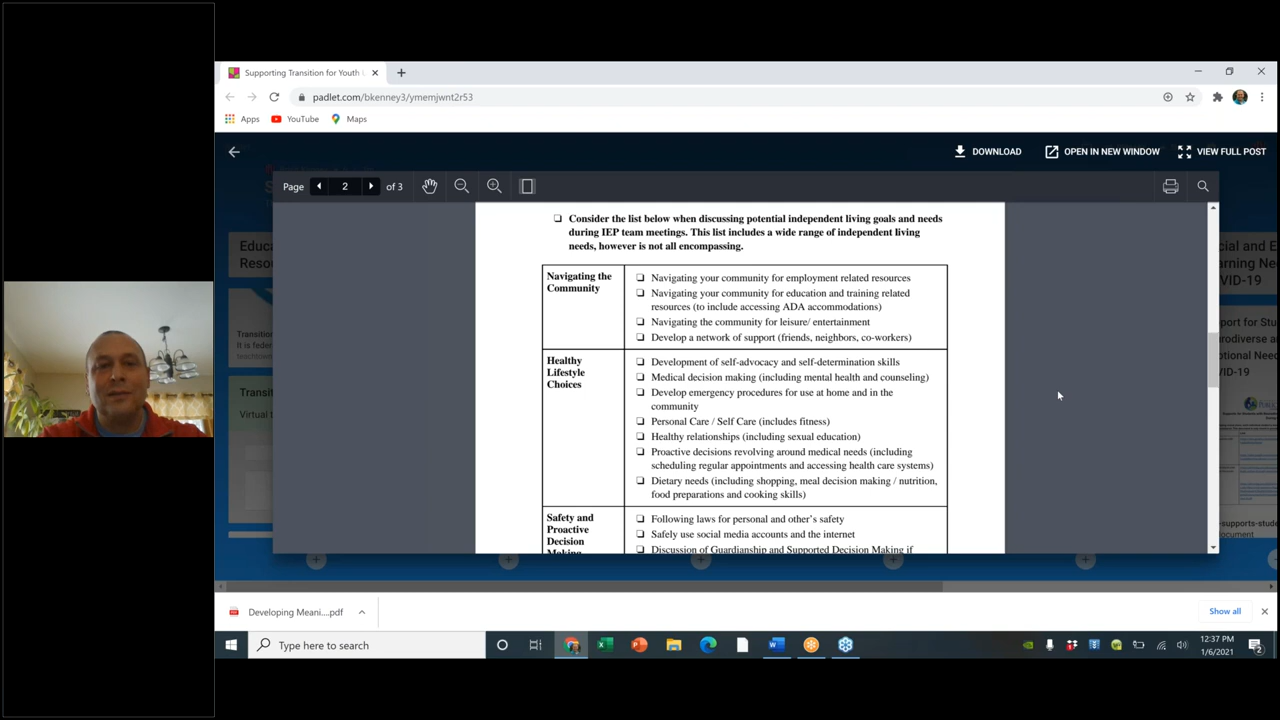 Supporting Transition for Youth
padlet.com/bkenney3/ymemjwnt2r53
Apps YouTube Maps
DOWNLOAD OPEN IN NEW WINDOW VIEW FULL POST
Page 2 of 3
❏ Consider the list below when discussing potential independent living goals and needs
during IEP team meetings. This list includes a wide range of independent living
needs, however is not all encompassing.
Navigating the
Community
❏ Navigating your community for employment related resources
❏ Navigating your community for education and training related
resources (to include accessing ADA accommodations)
❏ Navigating the community for leisure/ entertainment
❏ Develop a network of support (friends, neighbors, co-workers)
Healthy
Lifestyle
Choices
❏ Development of self-advocacy and self-determination skills
❏ Medical decision making (including mental health and counseling)
❏ Develop emergency procedures for use at home and in the
community
❏ Personal Care / Self Care (includes fitness)
❏ Healthy relationships (including sexual education)
❏ Proactive decisions revolving around medical needs (including
scheduling regular appointments and accessing health care systems)
❏ Dietary needs (including shopping, meal decision making / nutrition,
food preparations and cooking skills)
Safety and
Proactive
Decision
Making
❏ Following laws for personal and other's safety
❏ Safely use social media accounts and the internet
❏ Discussion of Guardianship and Supported Decision Making if
Developing Meani....pdf
Show all
Type here to search
12:37 PM
1/6/2021
2